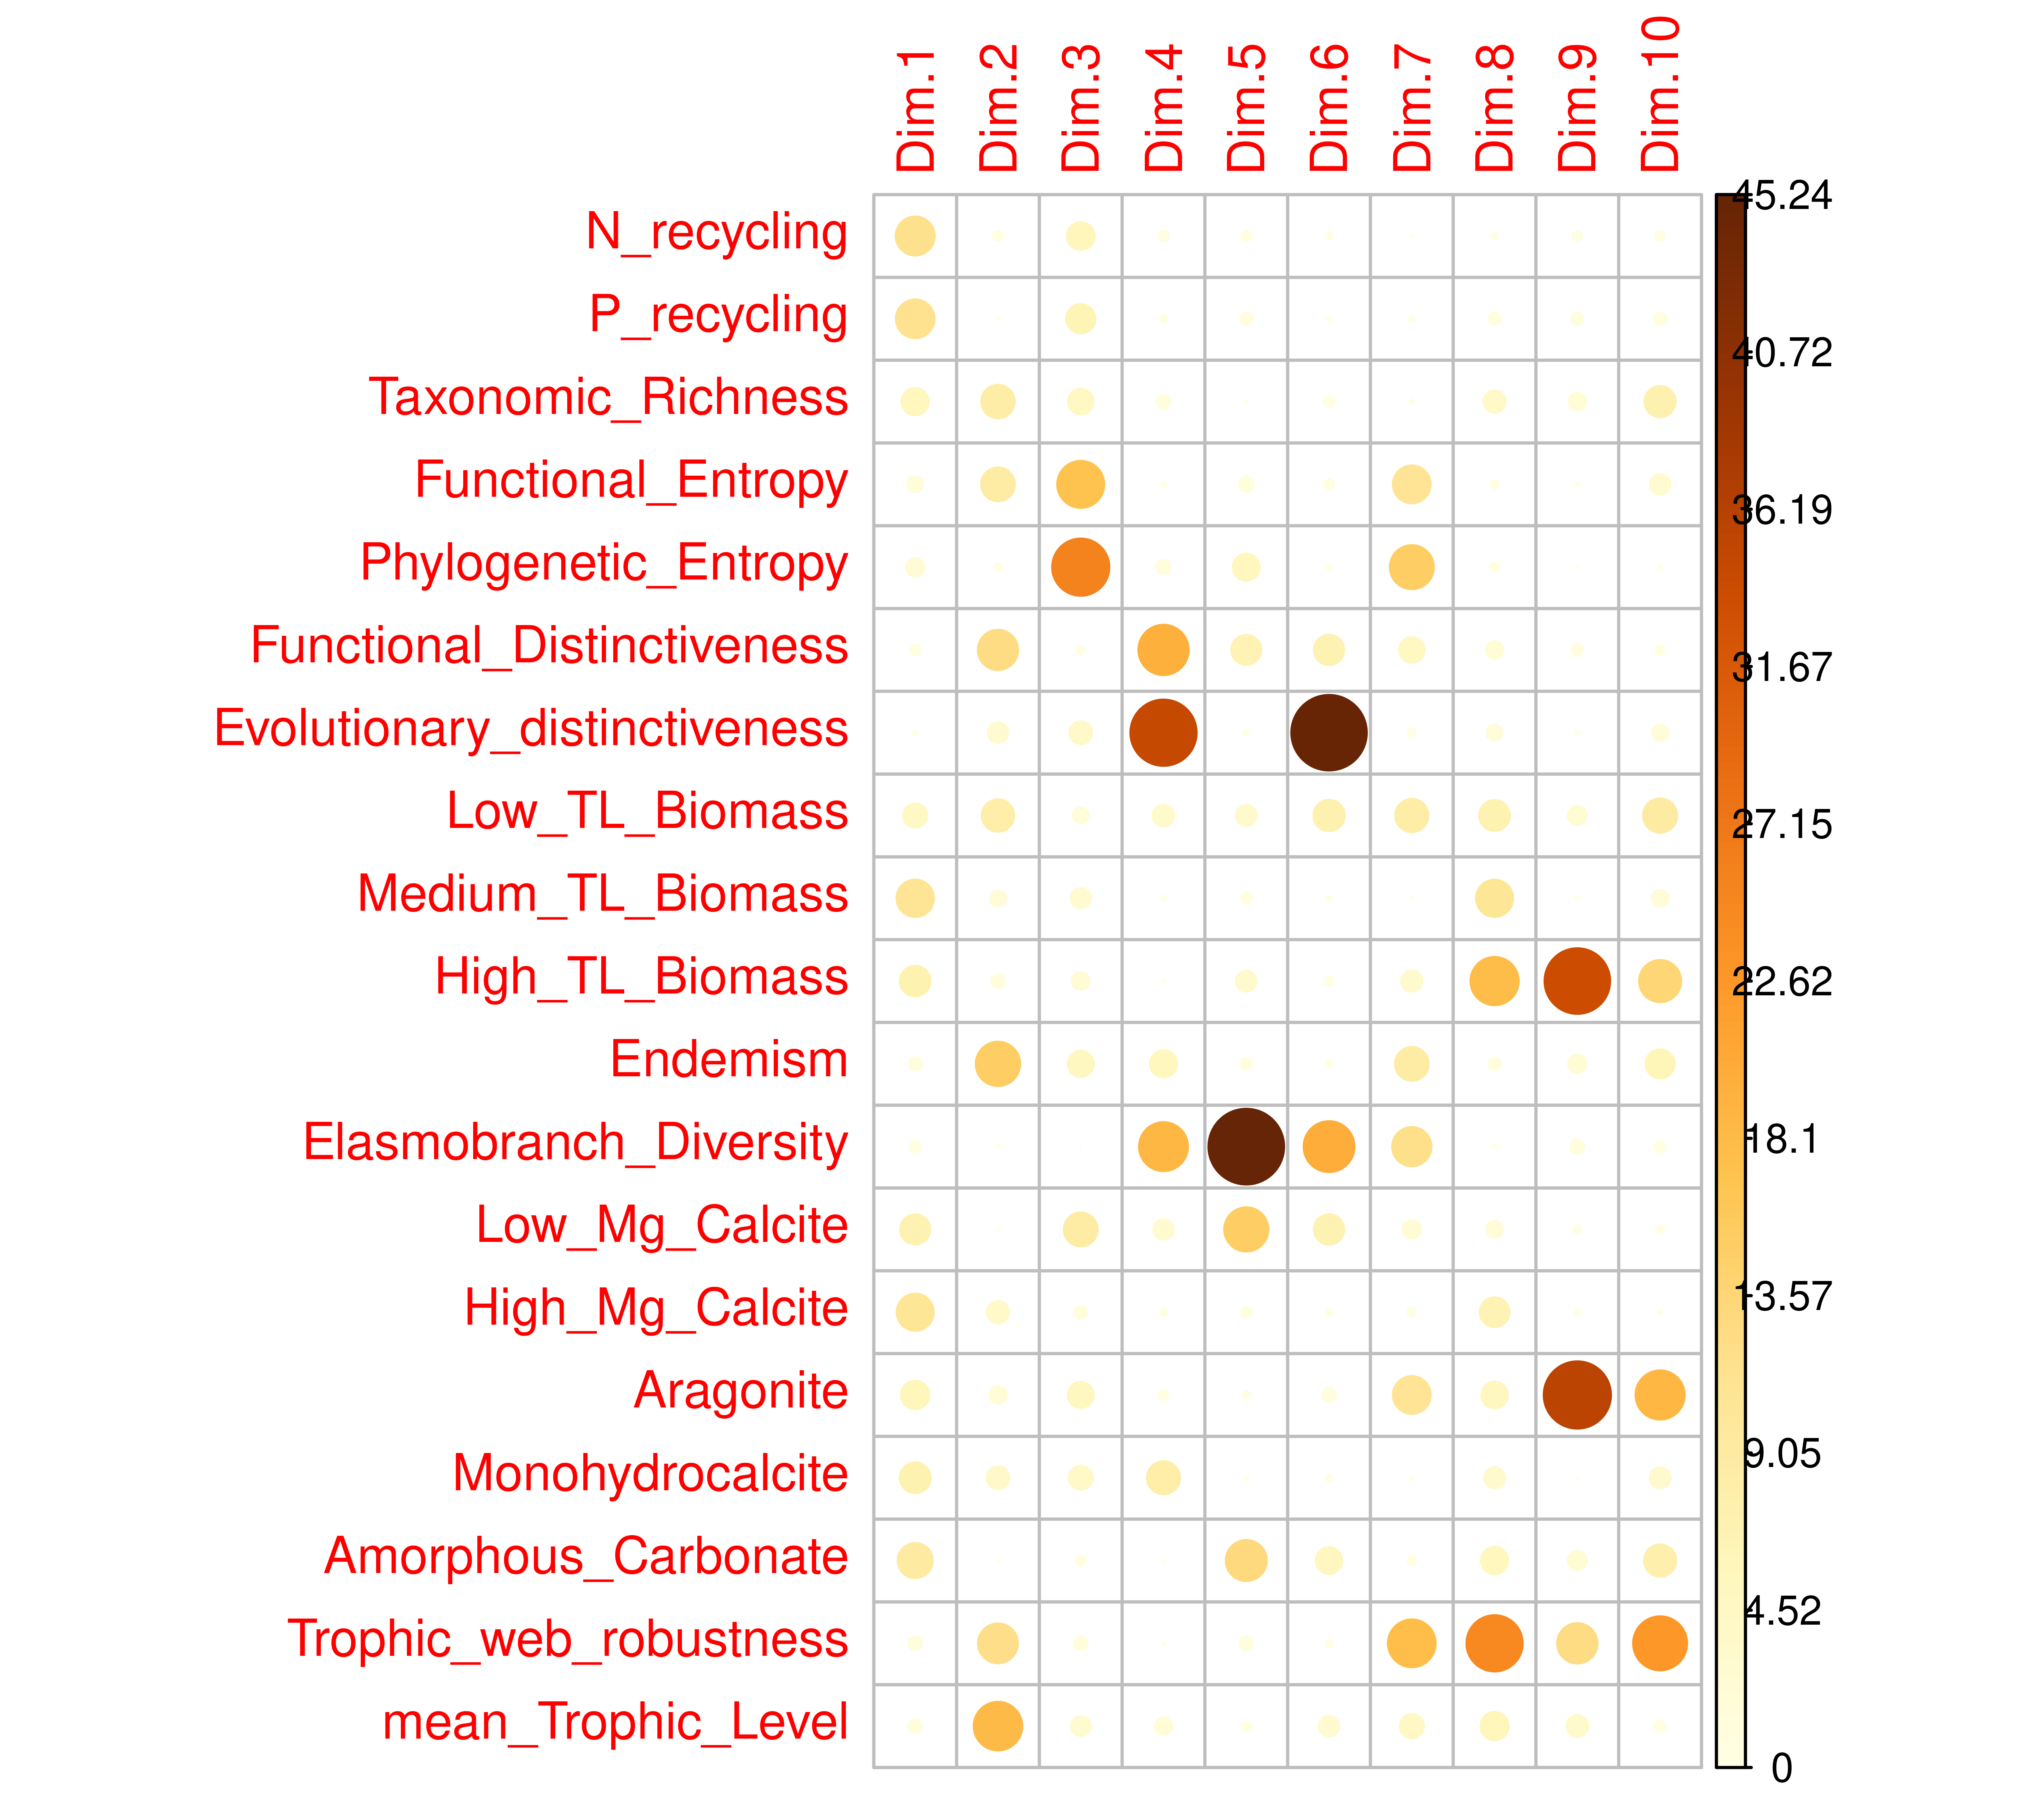 Dim.1 Dim.2 Dim.3 Dim.4 Dim.5 Dim.6 Dim.7 Dim.8 Dim.9 Dim.10
N_recycling
P_recycling
Taxonomic_Richness
Functional_Entropy
Phylogenetic_Entropy
Functional_Distinctiveness
Evolutionary_distinctiveness
Low_TL_Biomass
Medium_TL_Biomass
High_TL_Biomass
Endemism
Elasmobranch_Diversity
Low_Mg_Calcite
High_Mg_Calcite
Aragonite
Monohydrocalcite
Amorphous_Carbonate
Trophic_web_robustness
mean_Trophic_Level
45.24
40.72
36.19
31.67
27.15
22.62
18.1
13.57
9.05
4.52
0